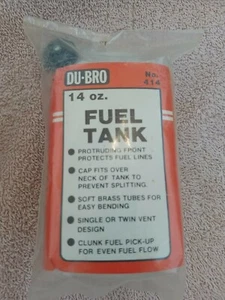 DU-BRO
No.
414
14 oz.
FUEL
TANK
• PROTRUDING FRONT
PROTECTS FUEL LINES
• CAP FITS OVER
NECK OF TANK TO
PREVENT SPLITTING
• SOFT BRASS TUBES FOR
EASY BENDING
• SINGLE OR TWIN VENT
DESIGN
• CLUNK FUEL PICK-UP
FOR EVEN FUEL FLOW